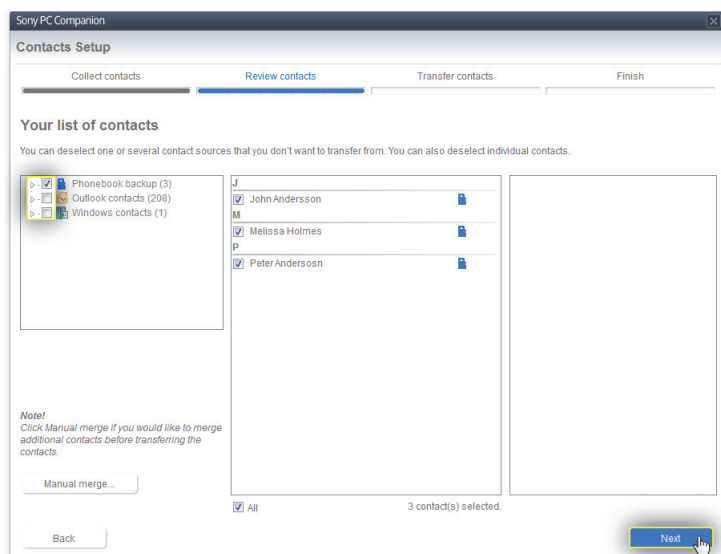 Sony PC Companion
Contacts Setup
Collect contacts
Review contacts
Transfer contacts
Finish
Your list of contacts
You can deselect one or several contact sources that you don't want to transfer from. You can also deselect individual contacts.
Phonebook backup (3)
Outlook contacts (208)
Windows contacts (1)
J
John Andersson
M
Melissa Holmes
P
Peter Andersosn
Note!
Click Manual merge if you would like to merge
additional contacts before transferring the
contacts.
Manual merge...
All
3 contact(s) selected.
Back
Next